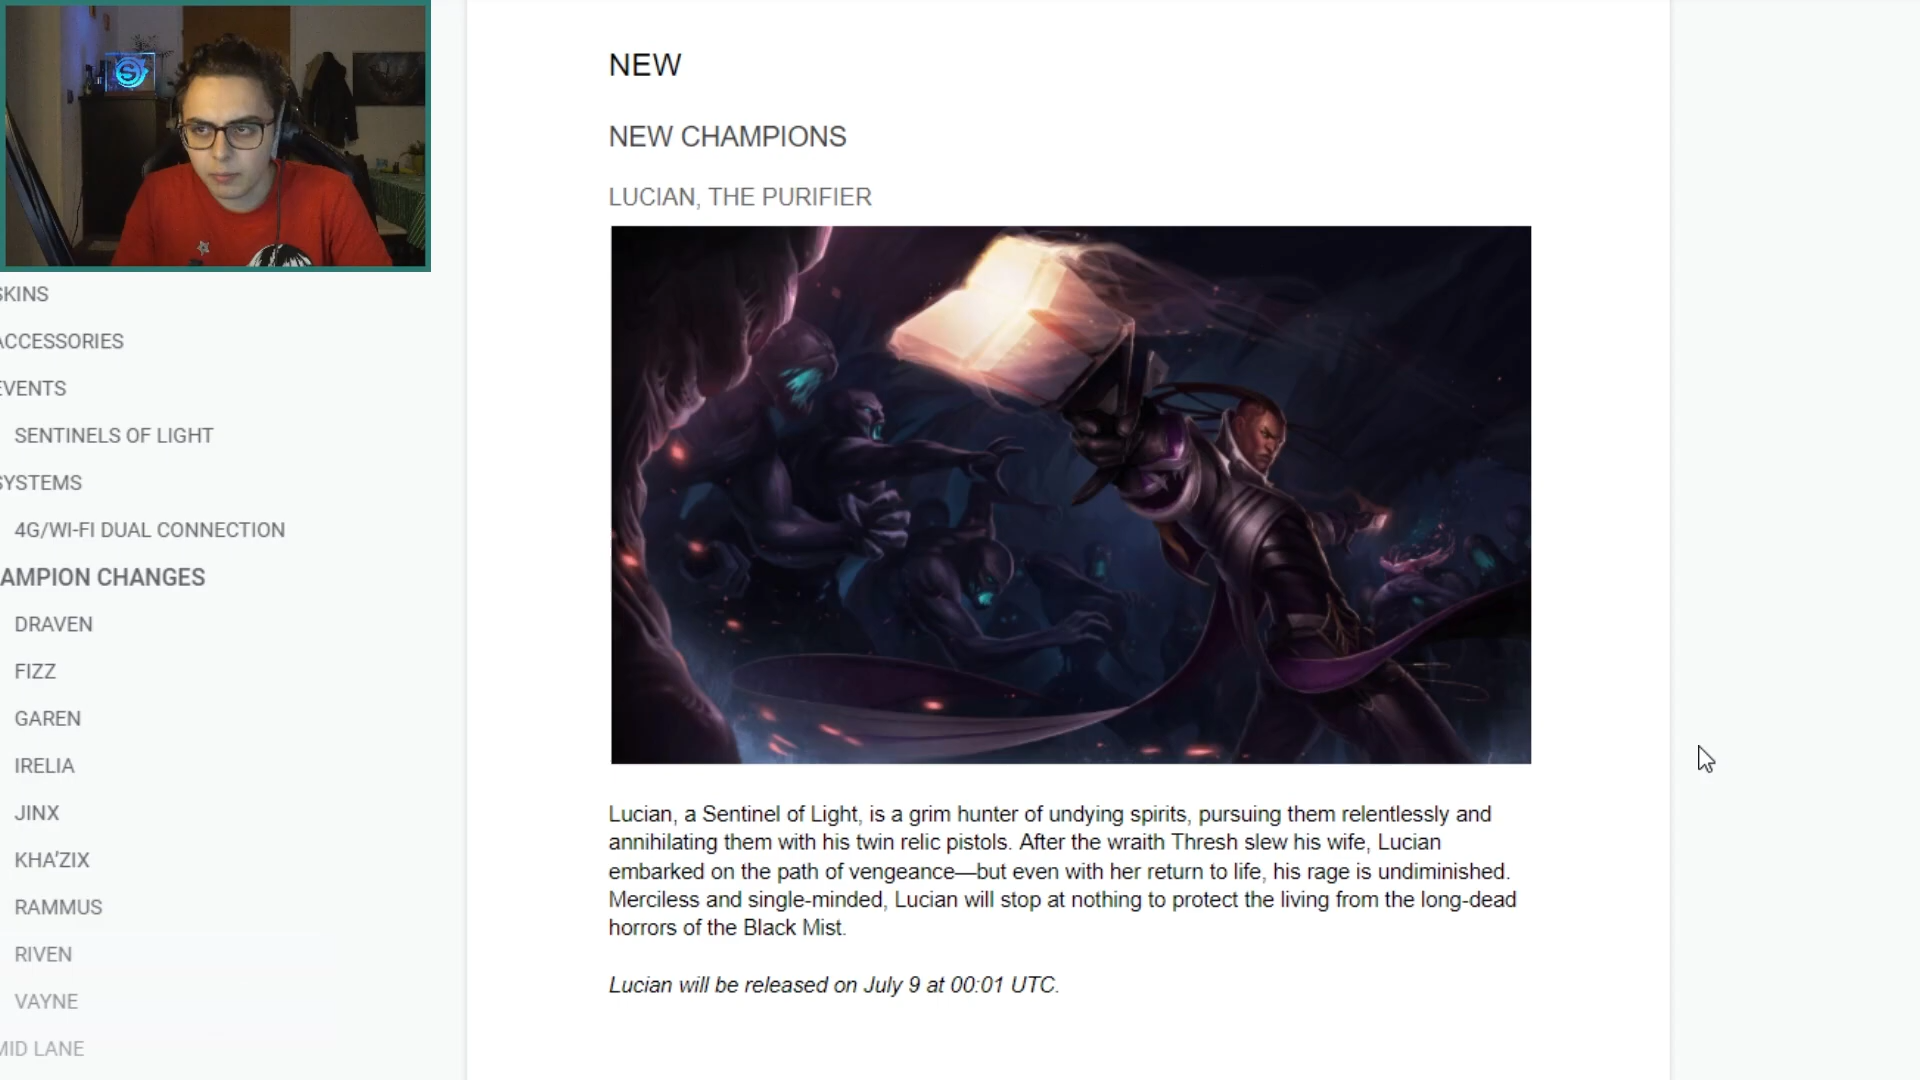 NEW
NEW CHAMPIONS
LUCIAN, THE PURIFIER
SKINS
ACCESSORIES
EVENTS
SENTINELS OF LIGHT
SYSTEMS
4G/WI-FI DUAL CONNECTION
AMPION CHANGES
DRAVEN
FIZZ
GAREN
IRELIA
JINX
KHA'ZIX
RAMMUS
RIVEN
VAYNE
MID LANE
Lucian, a Sentinel of Light, is a grim hunter of undying spirits, pursuing them relentlessly and
annihilating them with his twin relic pistols. After the wraith Thresh slew his wife, Lucian
embarked on the path of vengeance—but even with her return to life, his rage is undiminished.
Merciless and single-minded, Lucian will stop at nothing to protect the living from the long-dead
horrors of the Black Mist.
Lucian will be released on July 9 at 00:01 UTC.